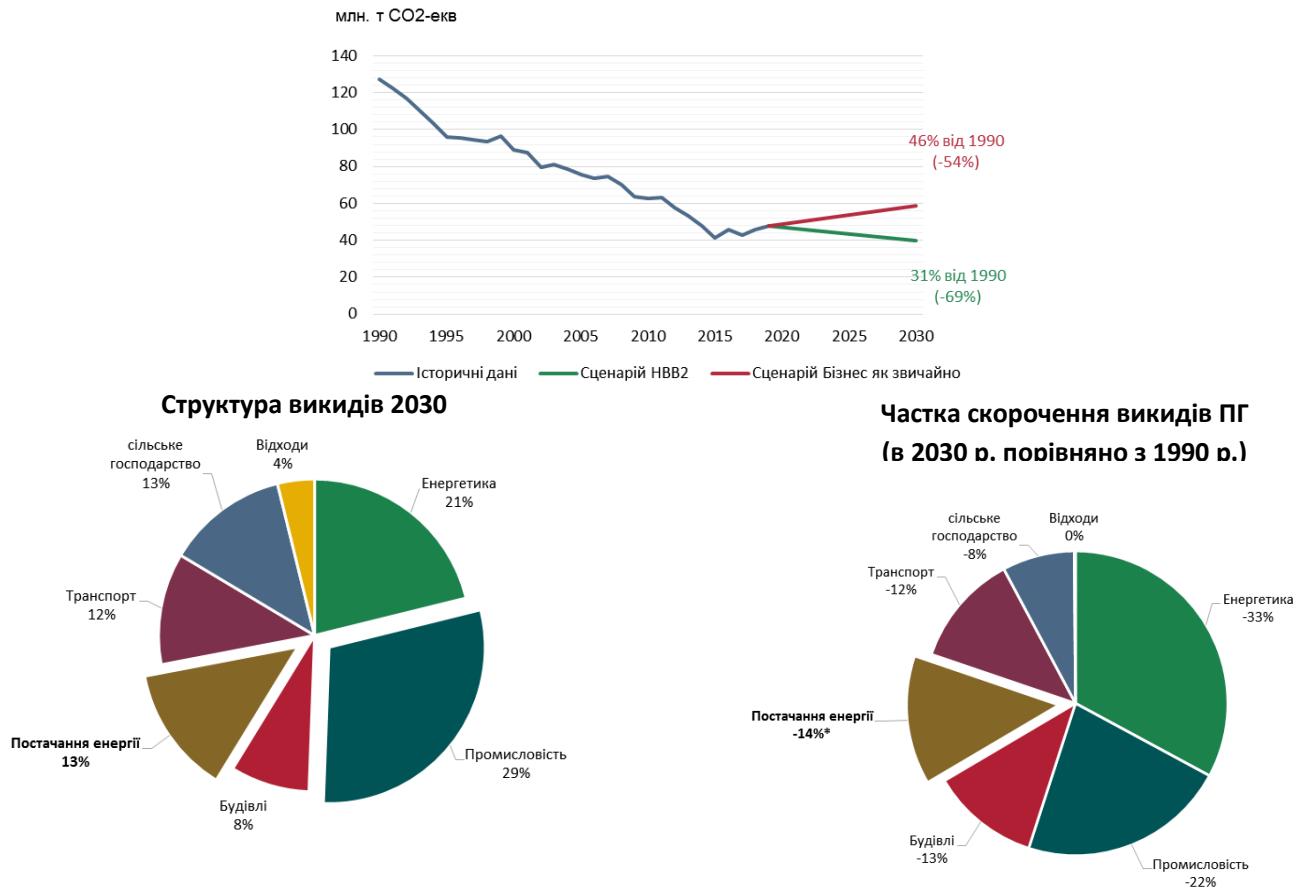 млн. т СО2-екв
140
120
100
80
60
40
20
0
1990
1995
2000
2005
2010
2015
2020
2025
2030
46% від 1990
(-54%)
31% від 1990
(-69%)
Історичні дані
Сценарій НВВ2
Сценарій Бізнес як звичайно
Структура викидів 2030
сільське
господарство
13%
Відходи
4%
Енергетика
21%
Транспорт
12%
Постачання енергії
13%
Будівлі
8%
Промисловість
29%
Частка скорочення викидів ПГ
(в 2030 р. порівняно з 1990 р.)
сільське
господарство
-8%
Відходи
0%
Транспорт
-12%
Енергетика
-33%
Постачання енергії
-14%*
Будівлі
-13%
Промисловість
-22%